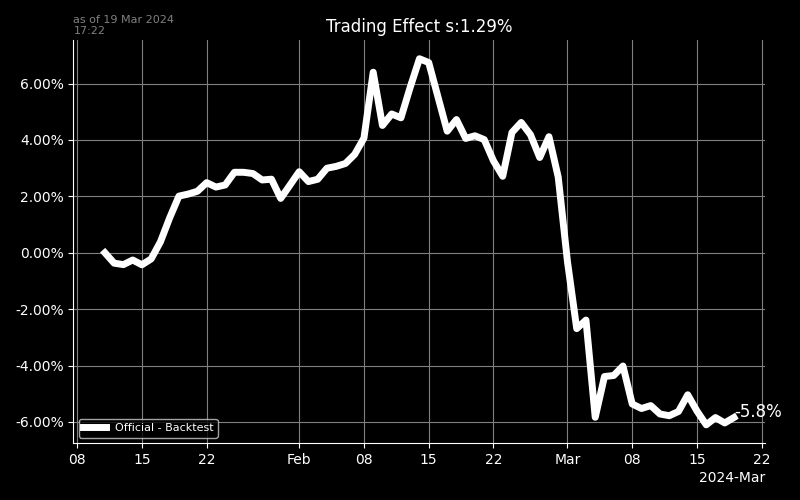 as of 19 Mar 2024
17:22
Trading Effect s:1.29%
6.00%
4.00%
2.00%
0.00%
-2.00%
-4.00%
-6.00%
-5.8%
Official - Backtest
08 15 22 Feb 08 15 22 Mar 08 15 22
2024-Mar